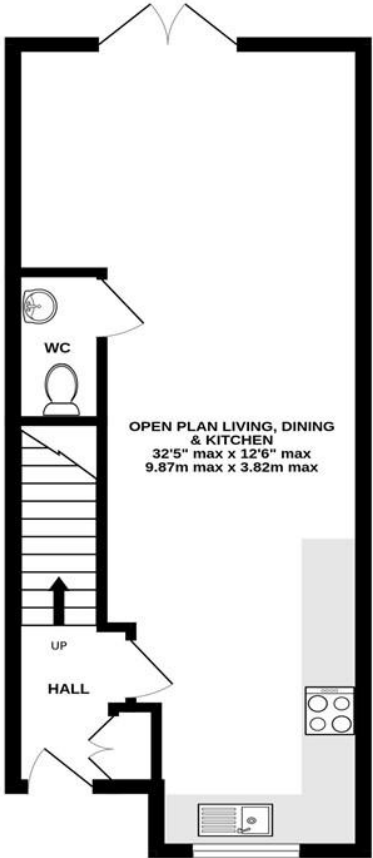 WC
OPEN PLAN LIVING, DINING
& KITCHEN
32'5" max x 12'6" max
9.87m max x 3.82m max
UP
HALL